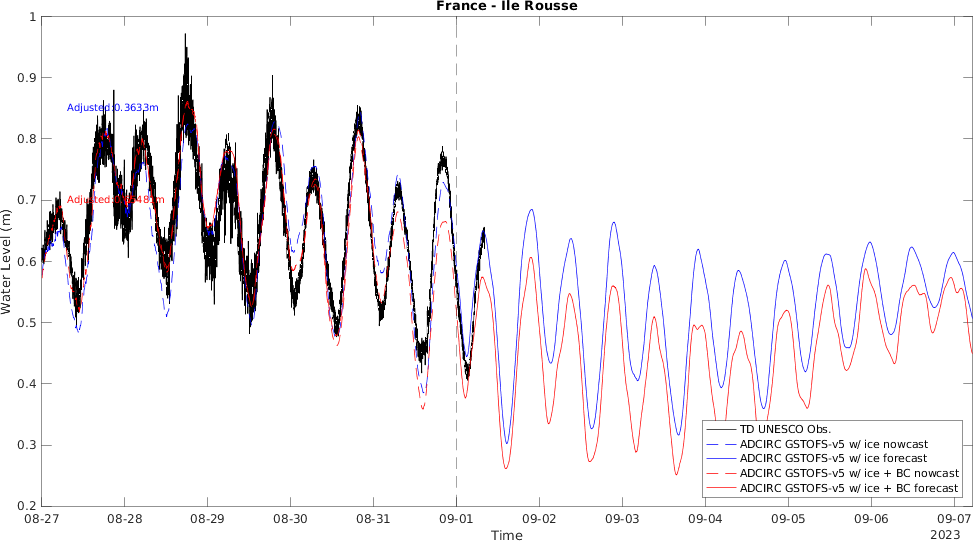 France - Ile Rousse
Water Level (m)
1
0.9
0.8
0.7
0.6
0.5
0.4
0.3
0.2
Adjusted:0.3633m
TD UNESCO Obs.
ADCIRC GSTOFS-v5 w/ ice nowcast
ADCIRC GSTOFS-v5 w/ ice forecast
ADCIRC GSTOFS-v5 w/ ice + BC nowcast
ADCIRC GSTOFS-v5 w/ ice + BC forecast
08-27 08-28 08-29 08-30 08-31 09-01 09-02 09-03 09-04 09-05 09-06 09-07
Time
2023